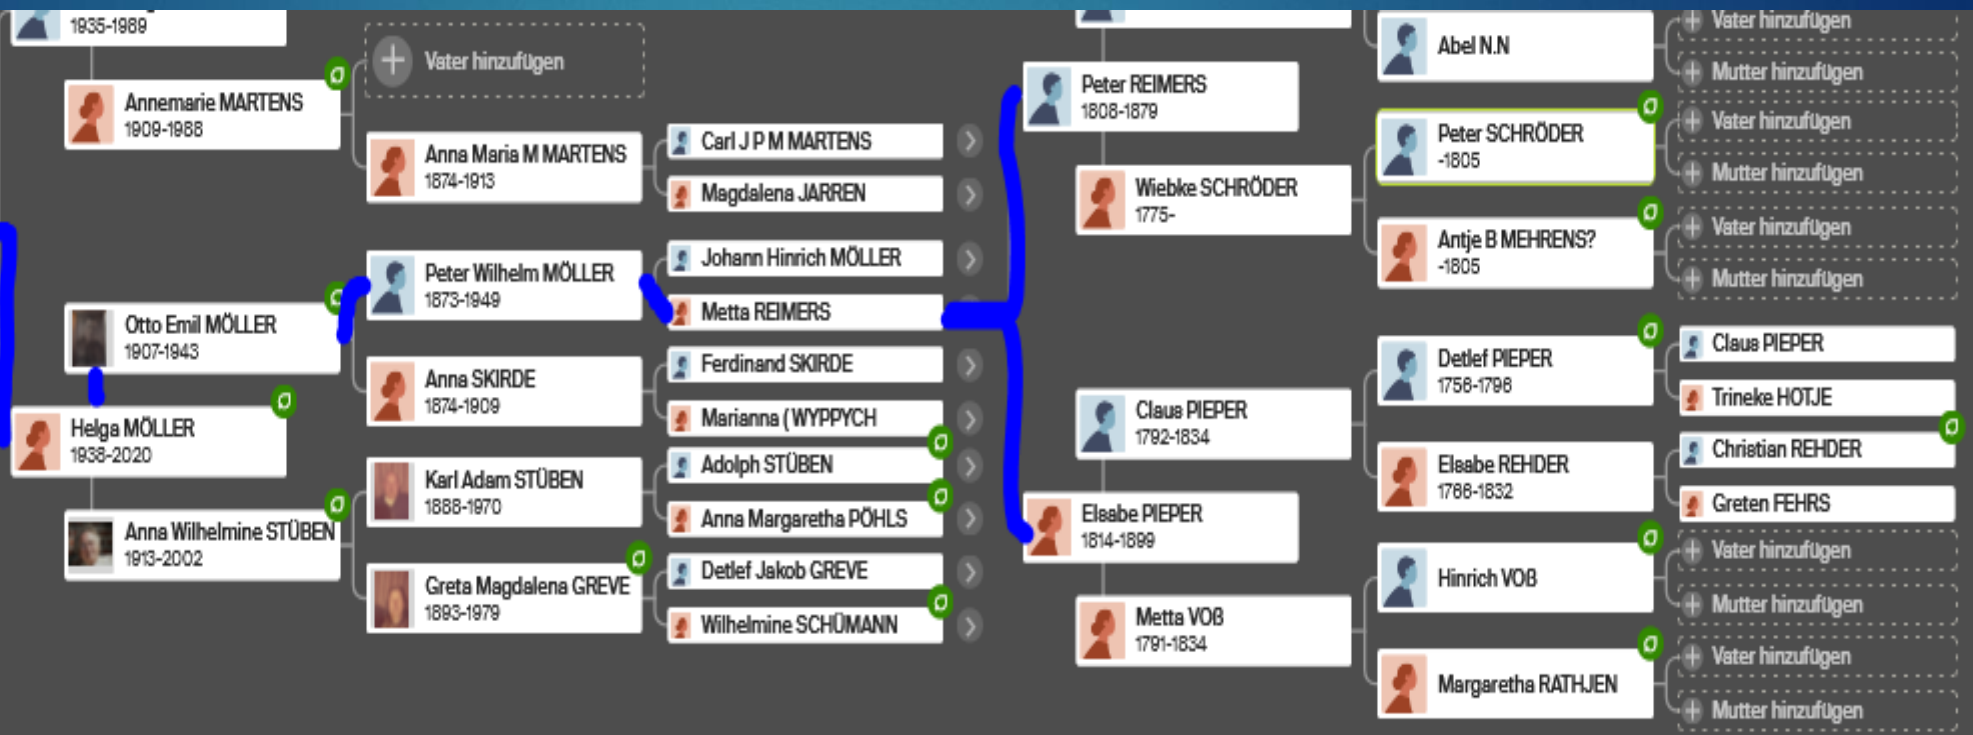 1935-1989
Annemarie MARTENS
1909-1988
Otto Emil MÖLLER
1907-1943
Helga MÖLLER
1938-2020
Anna Wilhelmine STÜBEN
1913-2002
Vater hinzufügen
Anna Maria M MARTENS
1874-1913
Peter Wilhelm MÖLLER
1873-1949
Anna SKIRDE
1874-1909
Karl Adam STÜBEN
1888-1970
Greta Magdalena GREVE
1893-1979
Carl J P M MARTENS
Magdalena JARREN
Johann Hinrich MÖLLER
Metta REIMERS
Ferdinand SKIRDE
Marianna ( WYPPYCH
Adolph STÜBEN
Anna Margaretha PÖHLS
Detlef Jakob GREVE
Wilhelmine SCHÜMANN
Peter REIMERS
1808-1879
Wiebke SCHRÖDER
1775-
Claus PIEPER
1792-1834
Elsabe PIEPER
1814-1899
Metta VOß
1791-1834
Abel N.N
Peter SCHRÖDER
-1805
Antje B MEHRENS?
-1805
Detlef PIEPER
1756-1796
Elsabe REHDER
1766-1832
Hinrich VOß
Margaretha RATHJEN
Vater hinzufügen
Mutter hinzufügen
Vater hinzufügen
Mutter hinzufügen
Vater hinzufügen
Mutter hinzufügen
Claus PIEPER
Trineke HOTJE
Christian REHDER
Greten FEHRS
Vater hinzufügen
Mutter hinzufügen
Vater hinzufügen
Mutter hinzufügen